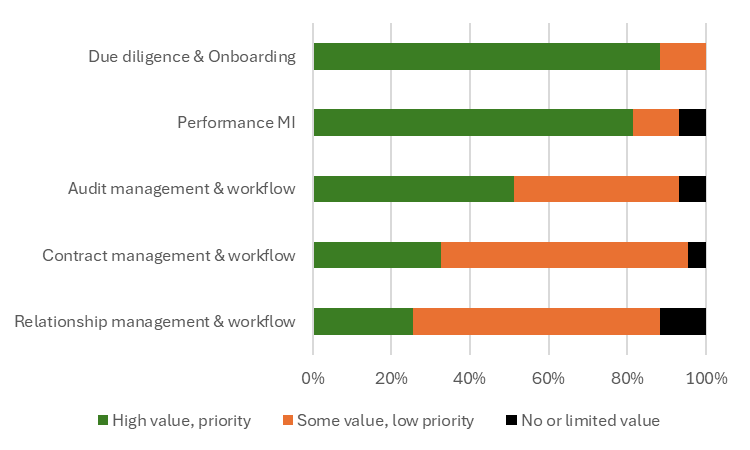 Due diligence & Onboarding
Performance MI
Audit management & workflow
Contract management & workflow
Relationship management & workflow
0% 20% 40% 60% 80% 100%
High value, priority Some value, low priority No or limited value